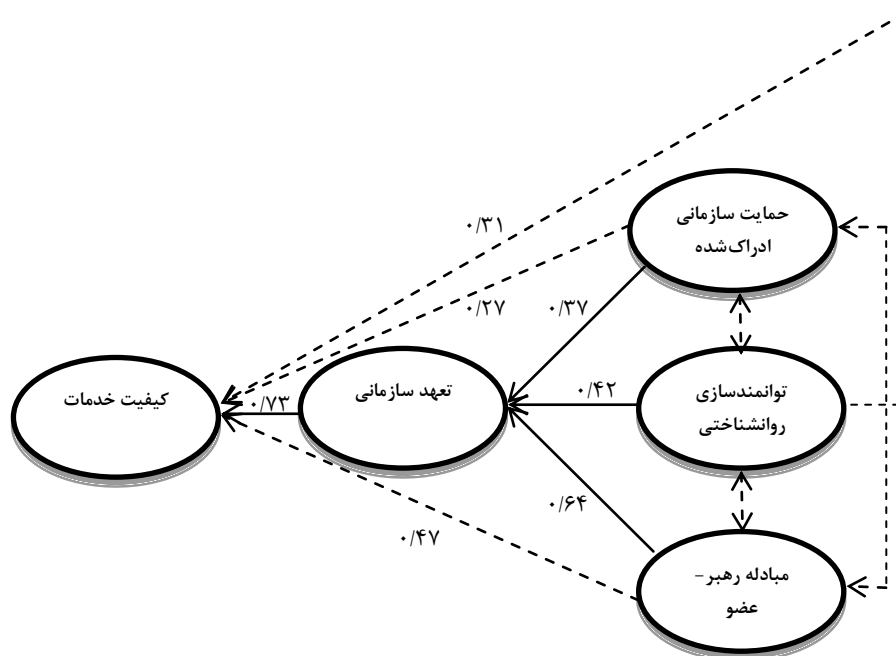 ۰/۳۱
حمایت سازمانی
ادراک‌شده
۰/۲۷
۰/۳۷
توانمندسازی
روانشناختی
۰/۴۲
تعهد سازمانی
۰/۷۳
کیفیت خدمات
۰/۶۴
۰/۴۷
مبادله رهبر-
عضو